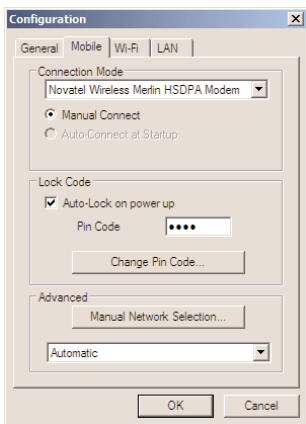 Configuration
General Mobile Wi-Fi LAN
Connection Mode
Novatel Wireless Merlin HSDPA Modem
Manual Connect
Auto-Connect at Startup
Lock Code
Auto-Lock on power up
Pin Code ••••
Change Pin Code...
Advanced
Manual Network Selection...
Automatic
OK Cancel